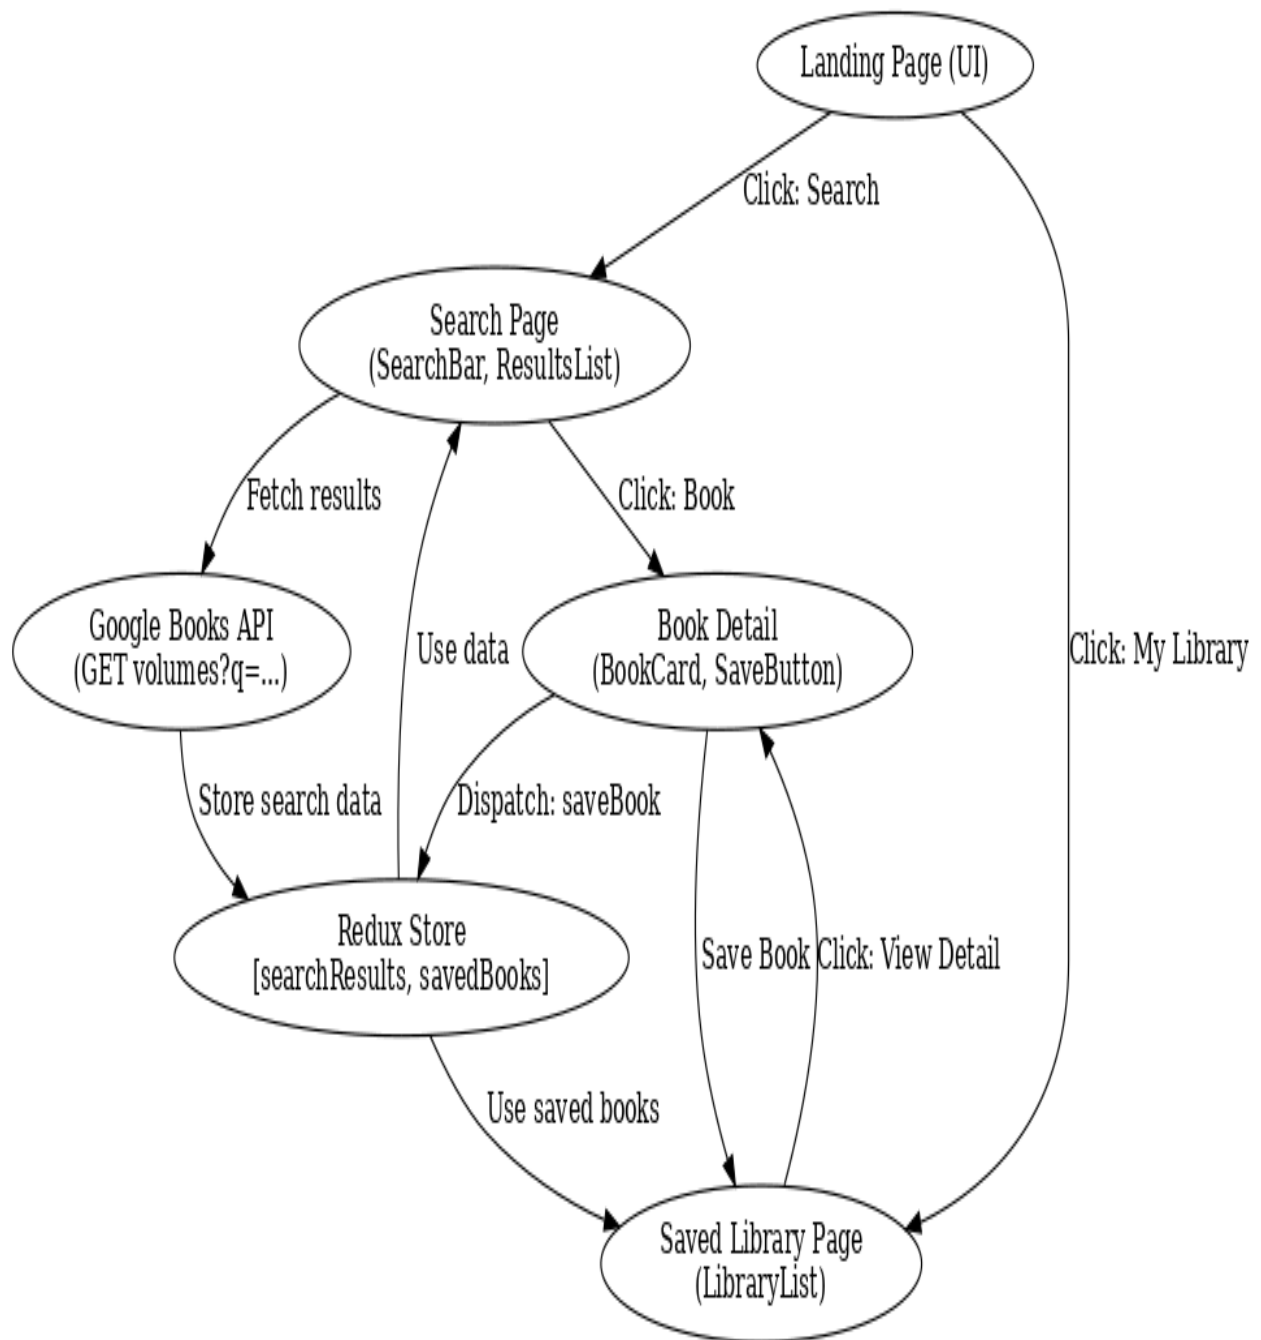 Landing Page (UI)
Click: Search
Search Page
(SearchBar, ResultsList)
Fetch results
Click: Book
Google Books API
(GET volumes?q=...)
Use data
Book Detail
(BookCard, SaveButton)
Click: My Library
Store search data
Dispatch: saveBook
Redux Store
[searchResults, savedBooks]
Save Book
Click: View Detail
Use saved books
Saved Library Page
(LibraryList)